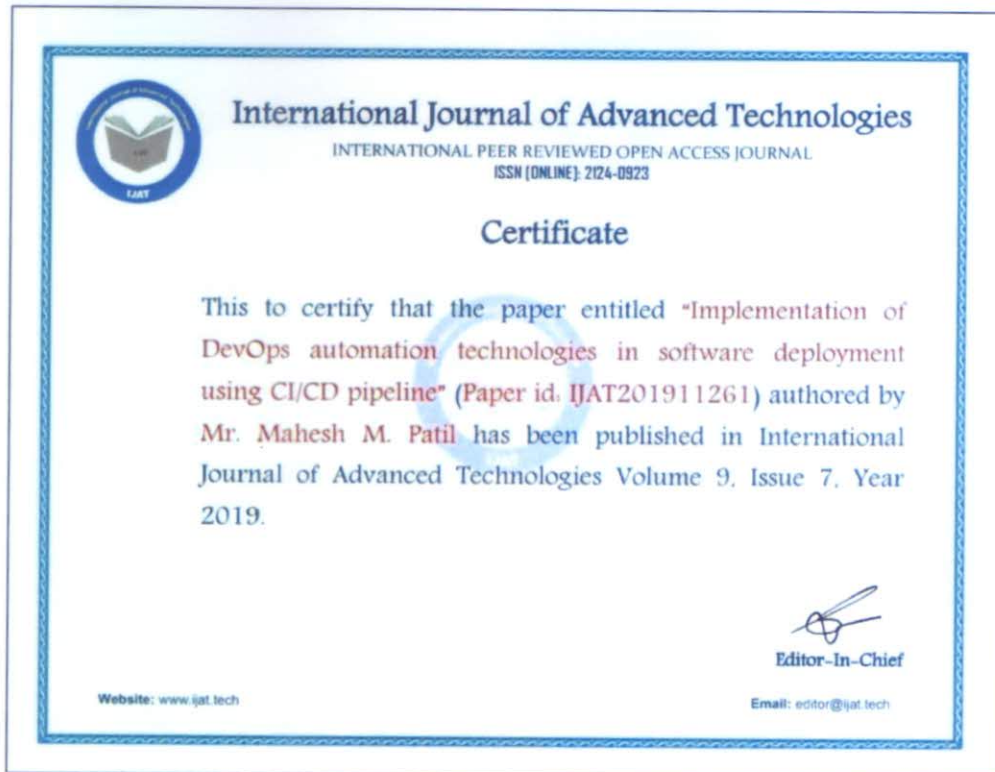 International Journal of Advanced Technologies
INTERNATIONAL PEER REVIEWED OPEN ACCESS JOURNAL
ISSN (ONLINE): 2124-0923
IJAT
Certificate
This to certify that the paper entitled “Implementation of
DevOps automation technologies in software deployment
using CI/CD pipeline” (Paper id: IJAT201911261) authored by
Mr. Mahesh M. Patil has been published in International
Journal of Advanced Technologies Volume 9, Issue 7, Year
2019.
Editor-In-Chief
Website: www.ijat.tech
Email: editor@ijat.tech